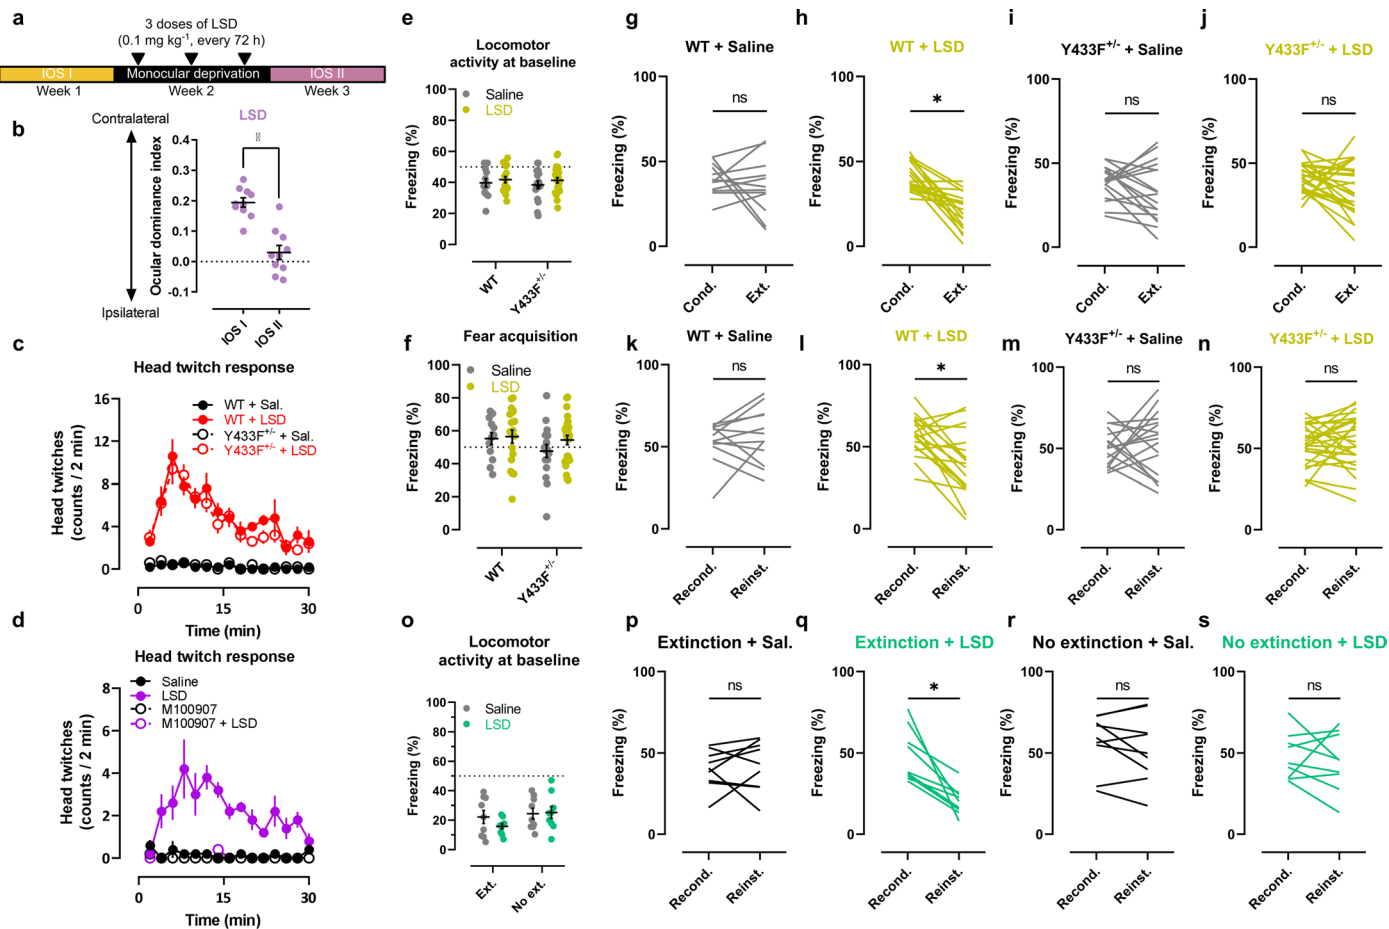 a
3 doses of LSD
(0.1 mg kg-1, every 72 h)
IOS I
Monocular deprivation
IOS II
Week 1
Week 2
Week 3
b
LSD
Contralateral
Ipsilateral
Ocular dominance index
0.4
0.3
0.2
0.1
0.0
-0.1
IOS I
IOS II
c
Head twitch response
WT + Sal.
WT + LSD
Y433F+/- + Sal.
Y433F+/- + LSD
Head twitches
(counts / 2 min)
16
12
8
4
0
0
15
30
Time (min)
d
Head twitch response
Saline
LSD
M100907
M100907 + LSD
Head twitches
(counts / 2 min)
8
6
4
2
0
0
15
30
Time (min)
e
Locomotor
activity at baseline
Saline
LSD
Freezing (%)
100
80
60
40
20
0
WT
Y433F+/-
f
Fear acquisition
Saline
LSD
Freezing (%)
100
80
60
40
20
0
WT
Y433F+/-
g
WT + Saline
ns
Freezing (%)
100
50
0
Cond.
Ext.
h
WT + LSD
*
Freezing (%)
100
50
0
Cond.
Ext.
i
Y433F+/- + Saline
ns
Freezing (%)
100
50
0
Cond.
Ext.
j
Y433F+/- + LSD
ns
Freezing (%)
100
50
0
Cond.
Ext.
k
WT + Saline
ns
Freezing (%)
100
50
0
Recond.
Reinst.
l
WT + LSD
*
Freezing (%)
100
50
0
Recond.
Reinst.
m
Y433F+/- + Saline
ns
Freezing (%)
100
50
0
Recond.
Reinst.
n
Y433F+/- + LSD
ns
Freezing (%)
100
50
0
Recond.
Reinst.
o
Locomotor
activity at baseline
Saline
LSD
Freezing (%)
100
80
60
40
20
0
Ext.
No ext.
p
Extinction + Sal.
ns
Freezing (%)
100
50
0
Recond.
Reinst.
q
Extinction + LSD
*
Freezing (%)
100
50
0
Recond.
Reinst.
r
No extinction + Sal.
ns
Freezing (%)
100
50
0
Recond.
Reinst.
s
No extinction + LSD
ns
Freezing (%)
100
50
0
Recond.
Reinst.